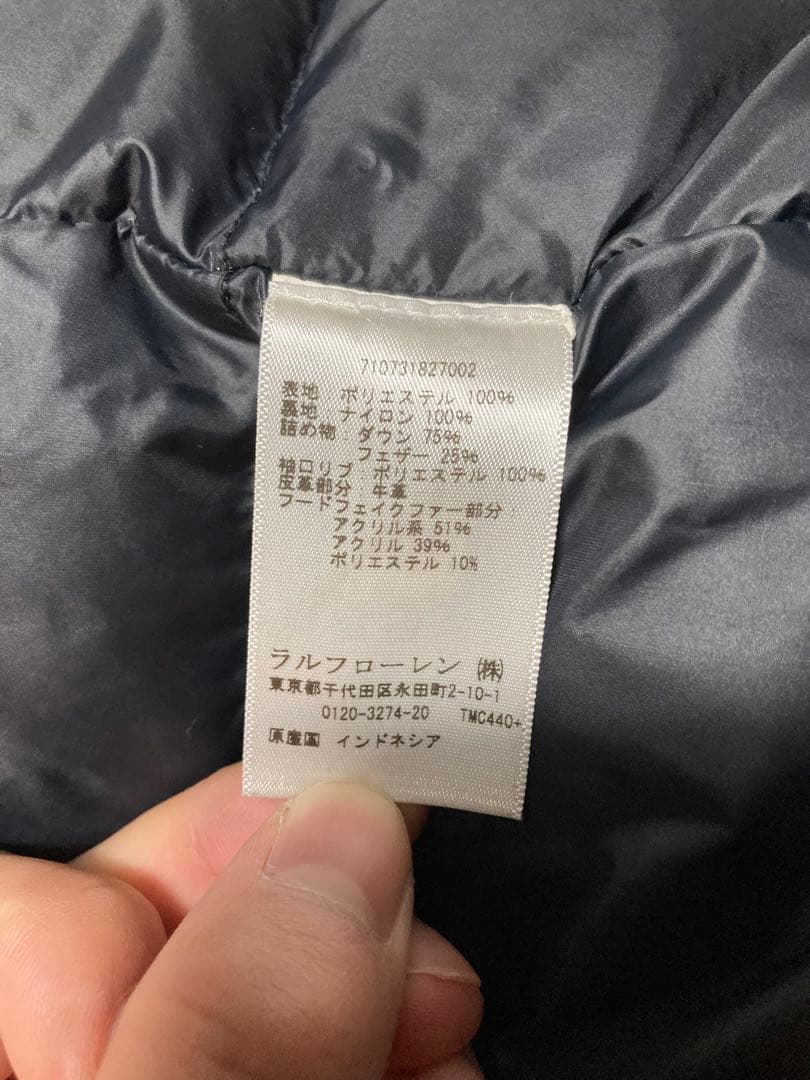 710731827002
表地 ポリエステル 100%
裏地 ナイロン 100%
詰め物 ダウン 75%
フェザー 25%
袖口リブ ポリエステル 100%
皮革部分 牛革
フードフェイクファー部分
アクリル系 51%
アクリル 39%
ポリエステル 10%
ラルフローレン ㈱
東京都千代田区永田町2-10-1
0120-3274-20 TMC440+
原産國 インドネシア